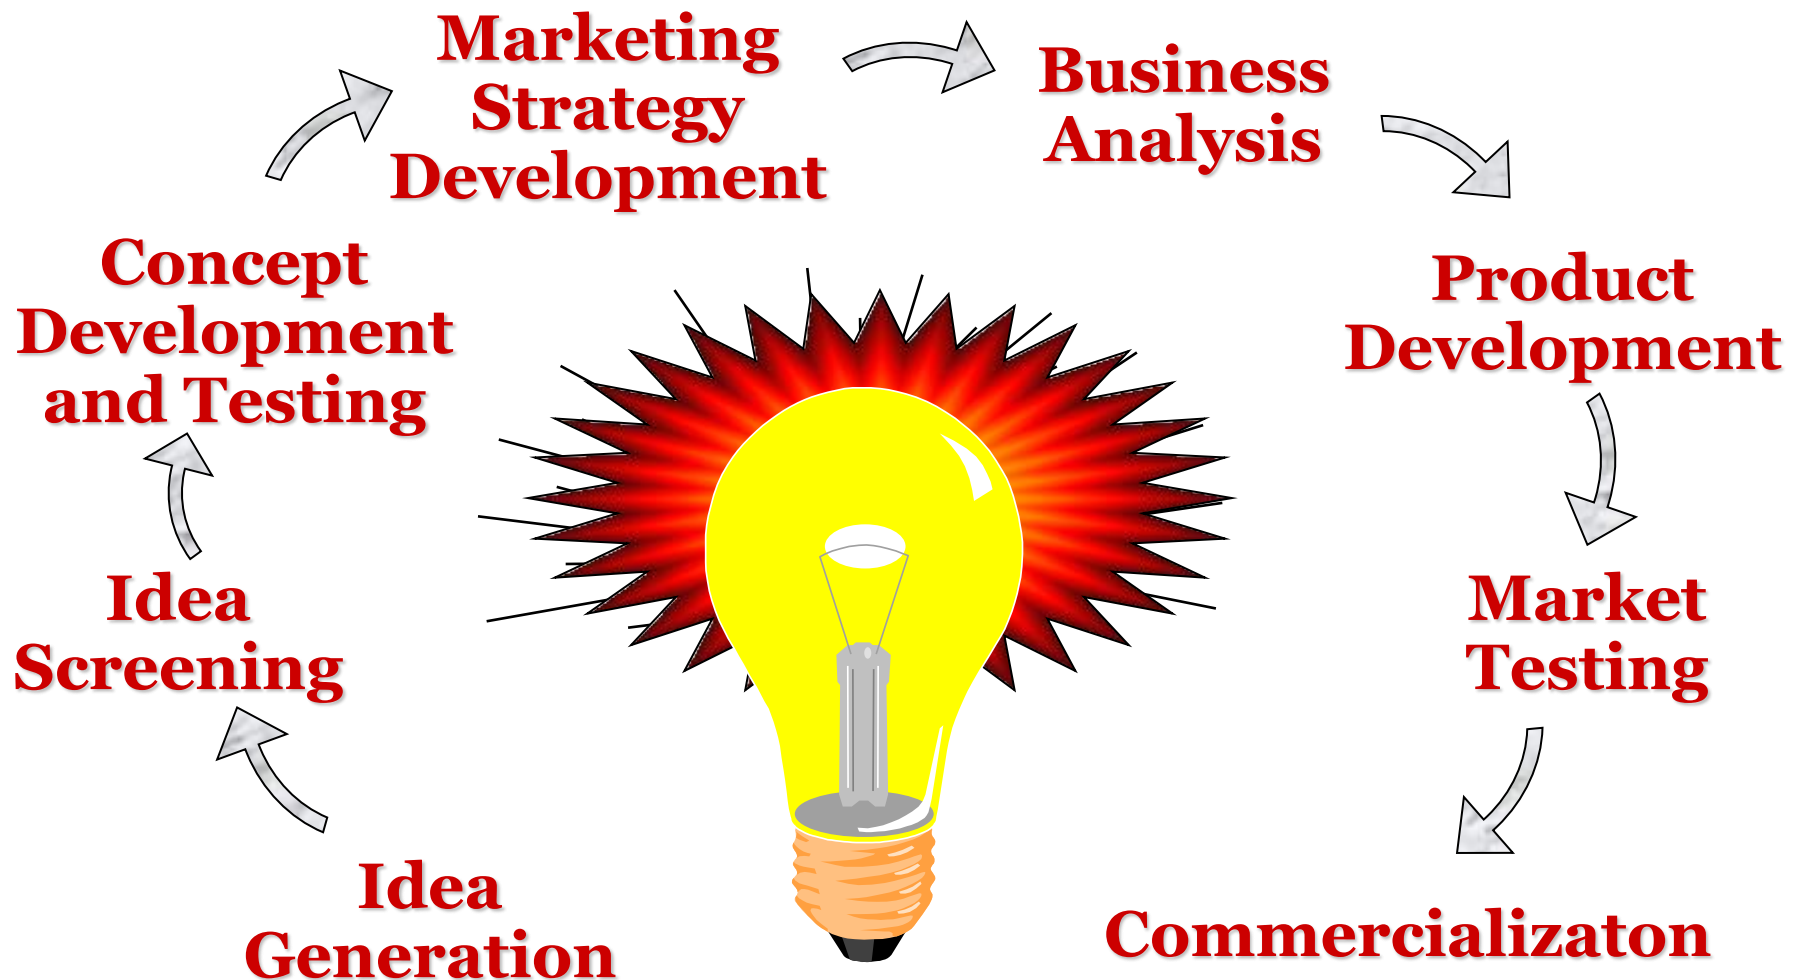 Marketing
Strategy
Development
Business
Analysis
Concept
Development
and Testing
Product
Development
Idea
Screening
Market
Testing
Idea
Generation
Commercializaton